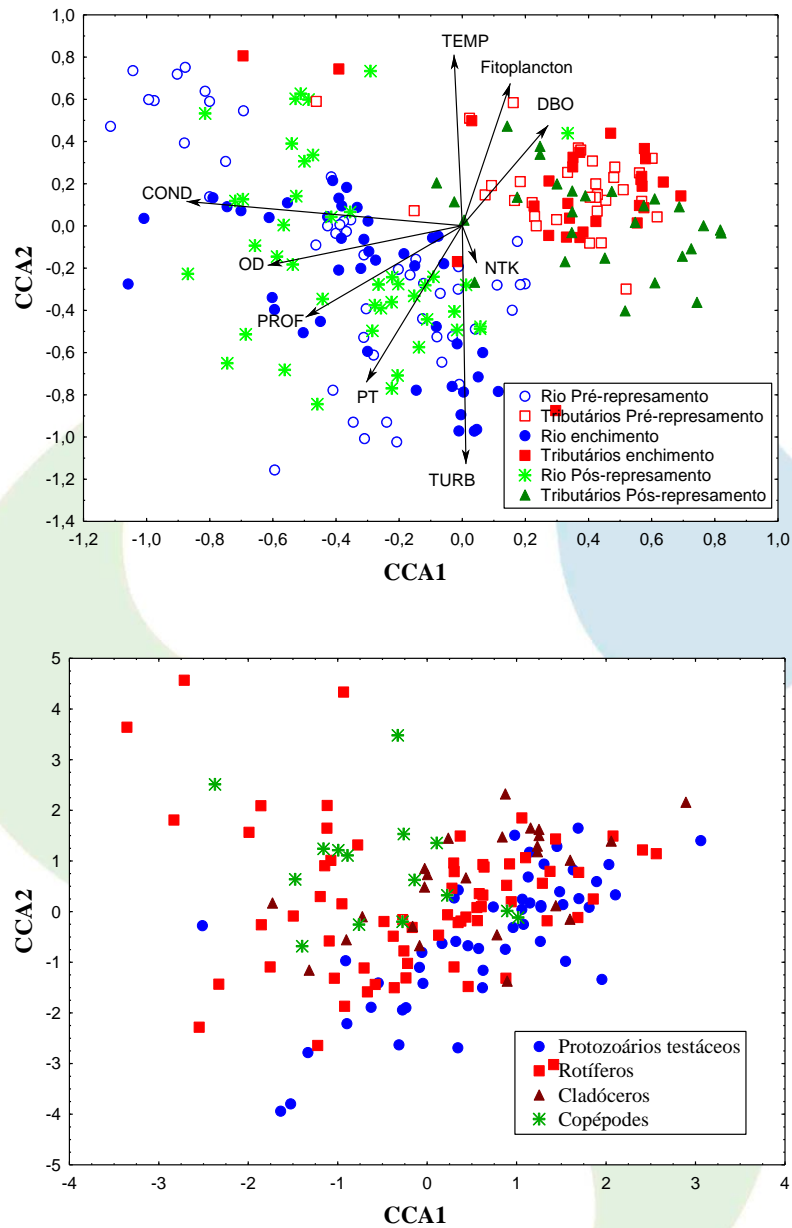 1,0
0,8
0,6
0,4
0,2
0,0
-0,2
-0,4
-0,6
-0,8
-1,0
-1,2
-1,4
CCA2
TEMP
Fitoplancton
DBO
COND
OD
NTK
PROF
PT
TURB
Rio Pré-represamento
Tributários Pré-represamento
Rio enchimento
Tributários enchimento
Rio Pós-represamento
Tributários Pós-represamento
-1,2 -1,0 -0,8 -0,6 -0,4 -0,2 0,0 0,2 0,4 0,6 0,8 1,0
CCA1
5
4
3
2
1
0
-1
-2
-3
-4
-5
CCA2
Protozoários testáceos
Rotíferos
Cladóceros
Copépodes
-4 -3 -2 -1 0 1 2 3 4
CCA1